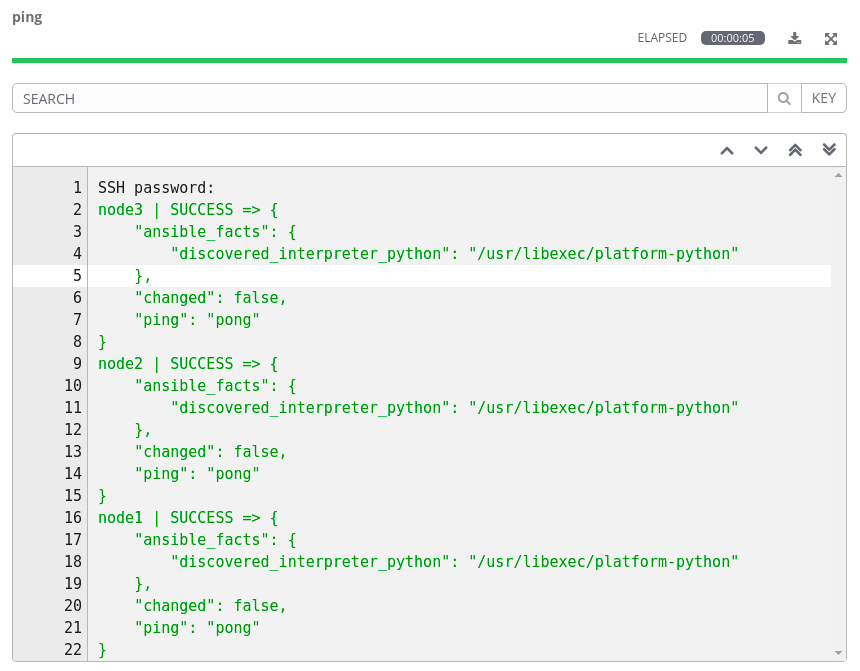 ping
ELAPSED 00:00:05
SEARCH KEY
1 SSH password:
2 node3 | SUCCESS => {
3     "ansible_facts": {
4         "discovered_interpreter_python": "/usr/libexec/platform-python"
5     },
6     "changed": false,
7     "ping": "pong"
8 }
9 node2 | SUCCESS => {
10     "ansible_facts": {
11         "discovered_interpreter_python": "/usr/libexec/platform-python"
12     },
13     "changed": false,
14     "ping": "pong"
15 }
16 node1 | SUCCESS => {
17     "ansible_facts": {
18         "discovered_interpreter_python": "/usr/libexec/platform-python"
19     },
20     "changed": false,
21     "ping": "pong"
22 }